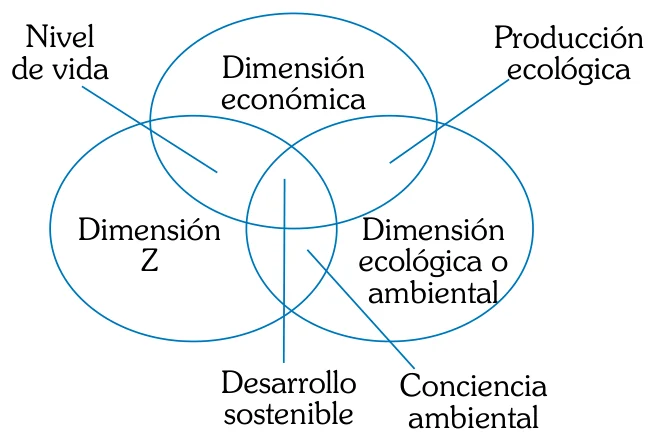 Nivel
de vida
Dimensión
económica
Producción
ecológica
Dimensión
Z
Dimensión
ecológica o
ambiental
Desarrollo
sostenible
Conciencia
ambiental